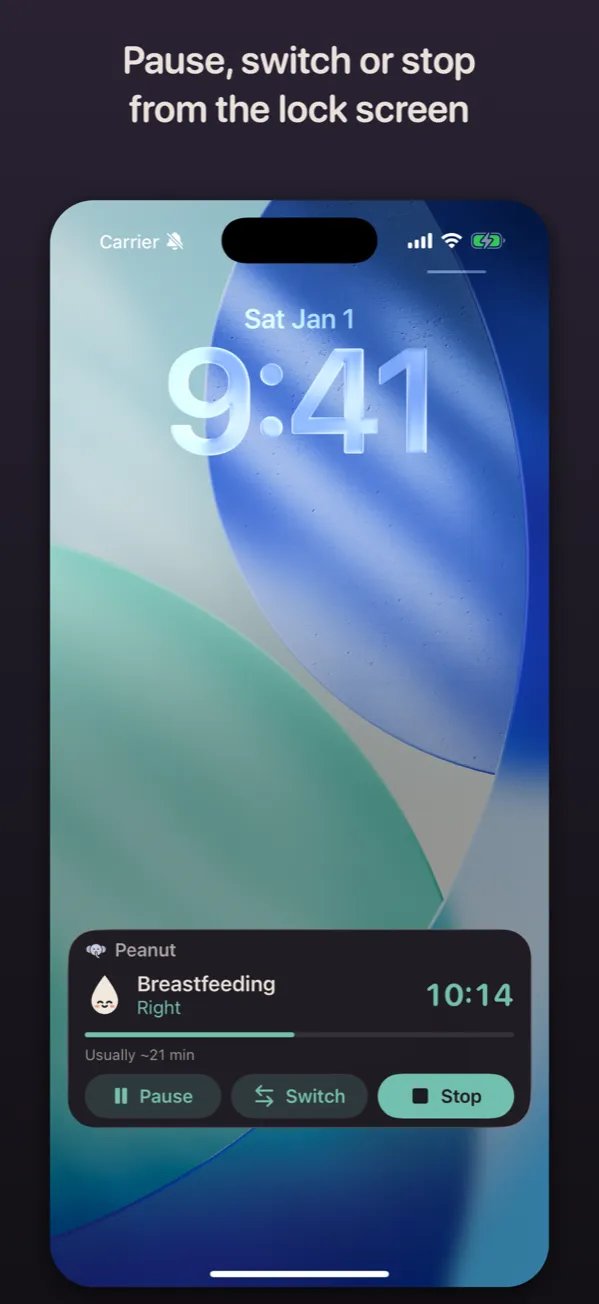 Pause, switch or stop
from the lock screen
Carrier
Sat Jan 1
9:41
Peanut
Breastfeeding
Right
10:14
Usually ~21 min
Pause
Switch
Stop